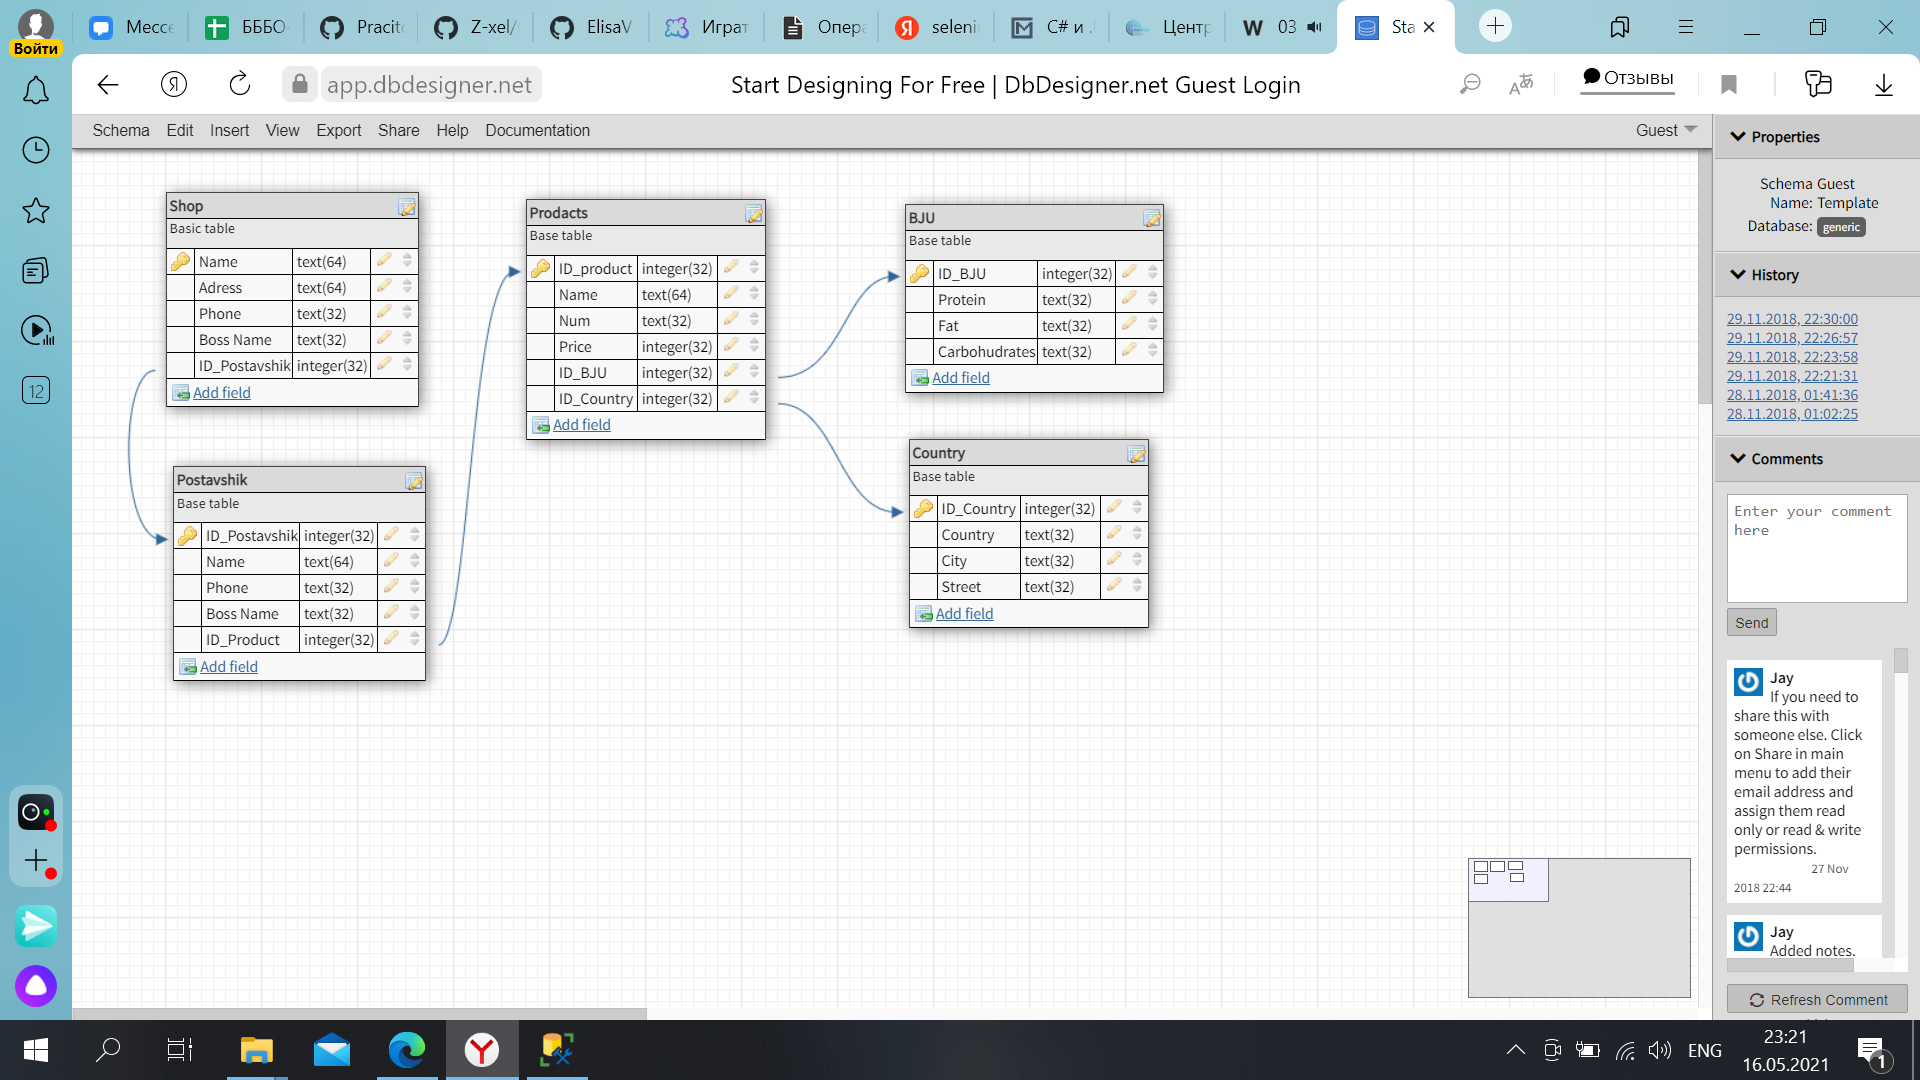 Мессе
БББО-
Pracito
Z-xel/
ElisaV
Играт
Опера
seleni
C# и .
Центр
03
Sta
Войти
app.dbdesigner.net
Start Designing For Free | DbDesigner.net Guest Login
Отзывы
12
Schema
Edit
Insert
View
Export
Share
Help
Documentation
Guest
Shop
Basic table
Name text(64)
Adress text(64)
Phone text(32)
Boss Name text(32)
ID_Postavshik integer(32)
Add field
Postavshik
Base table
ID_Postavshik integer(32)
Name text(64)
Phone text(32)
Boss Name text(32)
ID_Product integer(32)
Add field
Prodacts
Base table
ID_product integer(32)
Name text(64)
Num text(32)
Price integer(32)
ID_BJU integer(32)
ID_Country integer(32)
Add field
BJU
Base table
ID_BJU integer(32)
Protein text(32)
Fat text(32)
Carbohudrates text(32)
Add field
Country
Base table
ID_Country integer(32)
Country text(32)
City text(32)
Street text(32)
Add field
Properties
Schema Guest
Name: Template
Database: generic
History
29.11.2018, 22:30:00
29.11.2018, 22:26:57
29.11.2018, 22:23:58
29.11.2018, 22:21:31
28.11.2018, 01:41:36
28.11.2018, 01:02:25
Comments
Enter your comment
here
Send
Jay
If you need to
share this with
someone else. Click
on Share in main
menu to add their
email address and
assign them read
only or read & write
permissions.
27 Nov
2018 22:44
Jay
Added notes.
Refresh Comment
ENG
23:21
16.05.2021
1